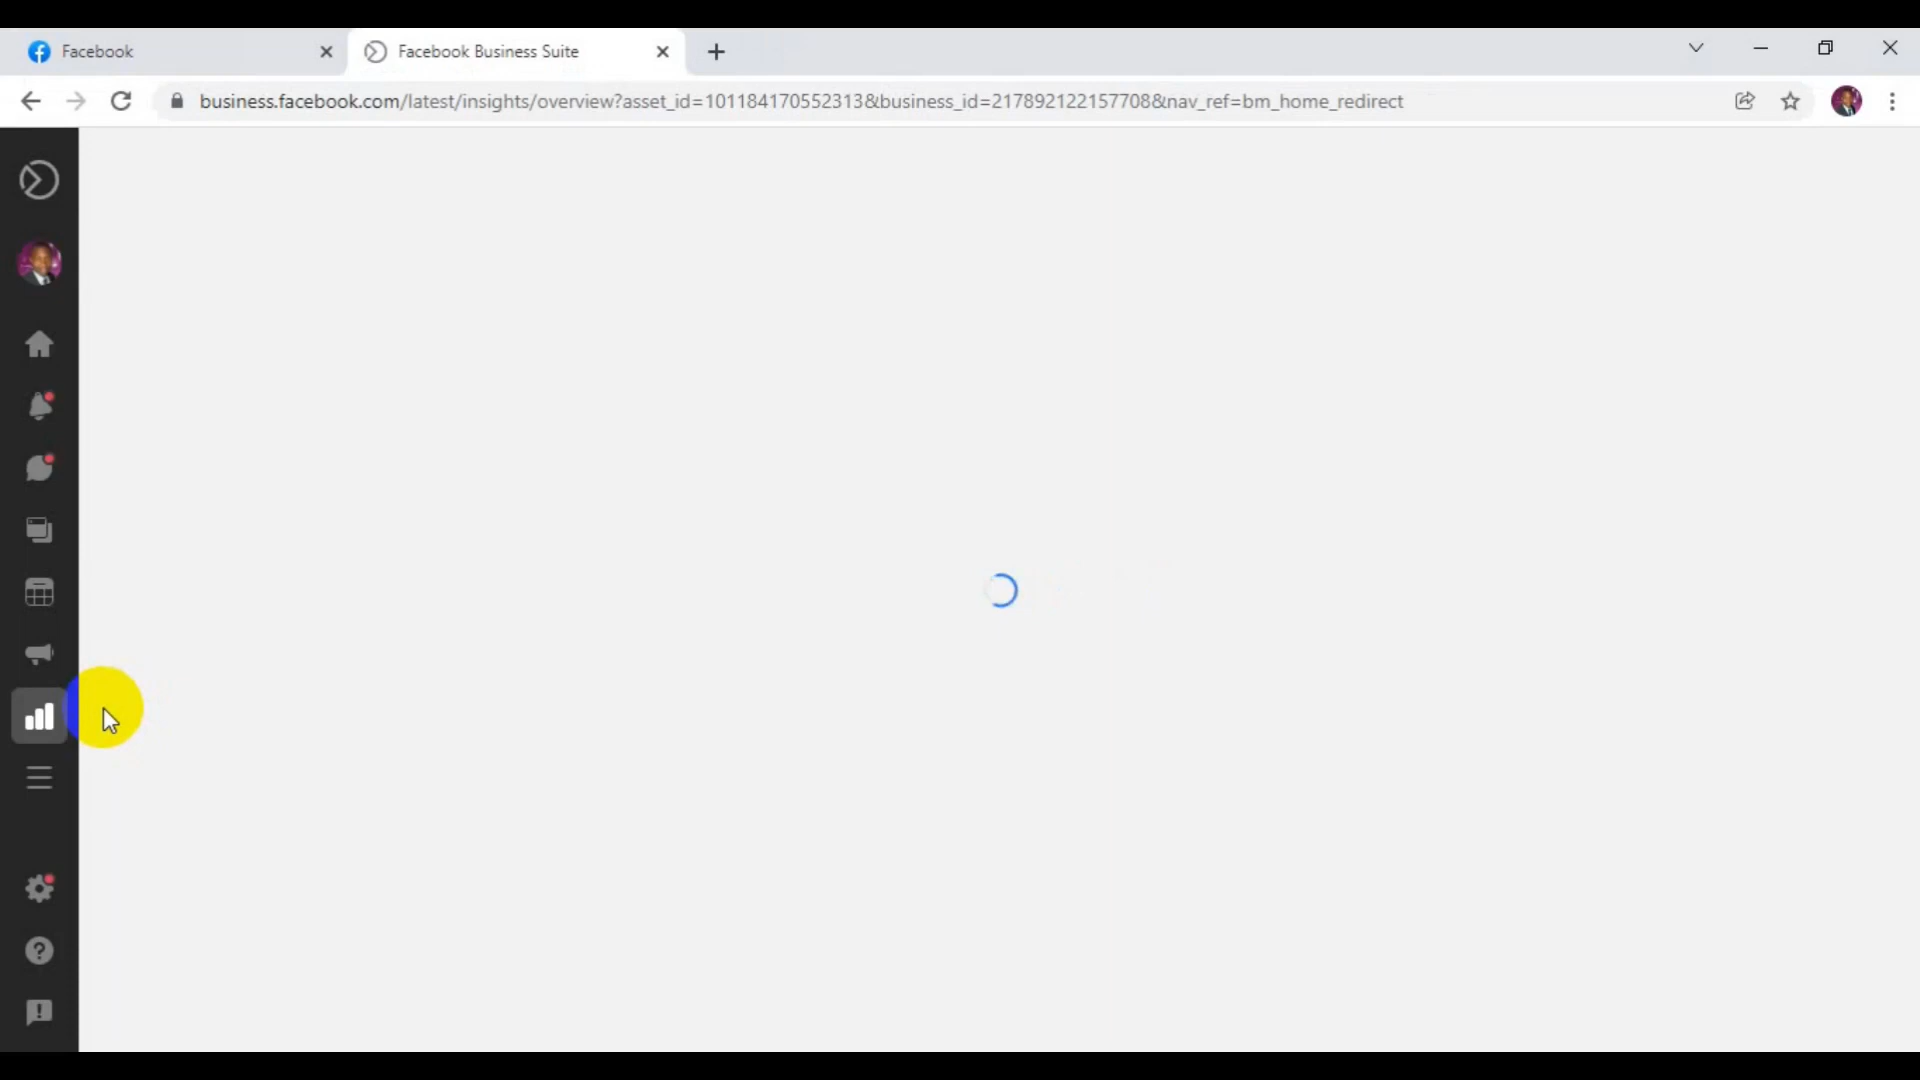 Facebook
Facebook Business Suite
business.facebook.com/latest/insights/overview?asset_id=101184170552313&business_id=217892122157708&nav_ref=bm_home_redirect